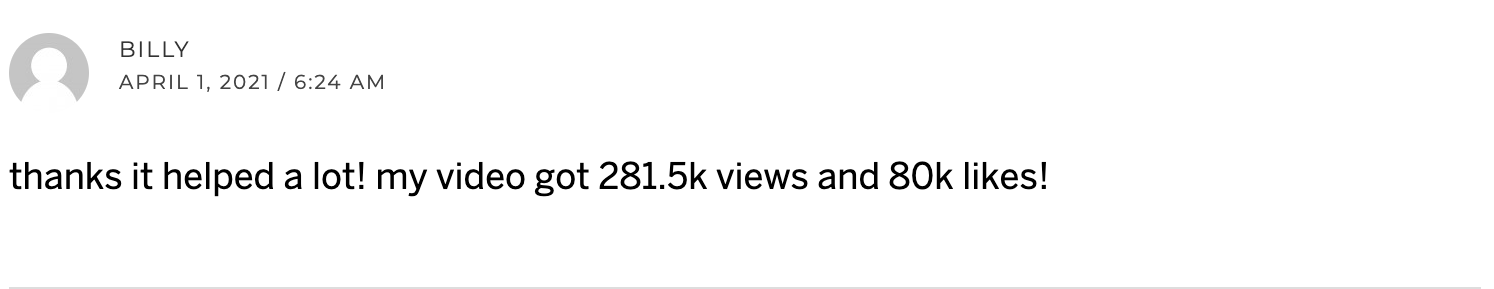 BILLY
APRIL 1, 2021 / 6:24 AM
thanks it helped a lot! my video got 281.5k views and 80k likes!